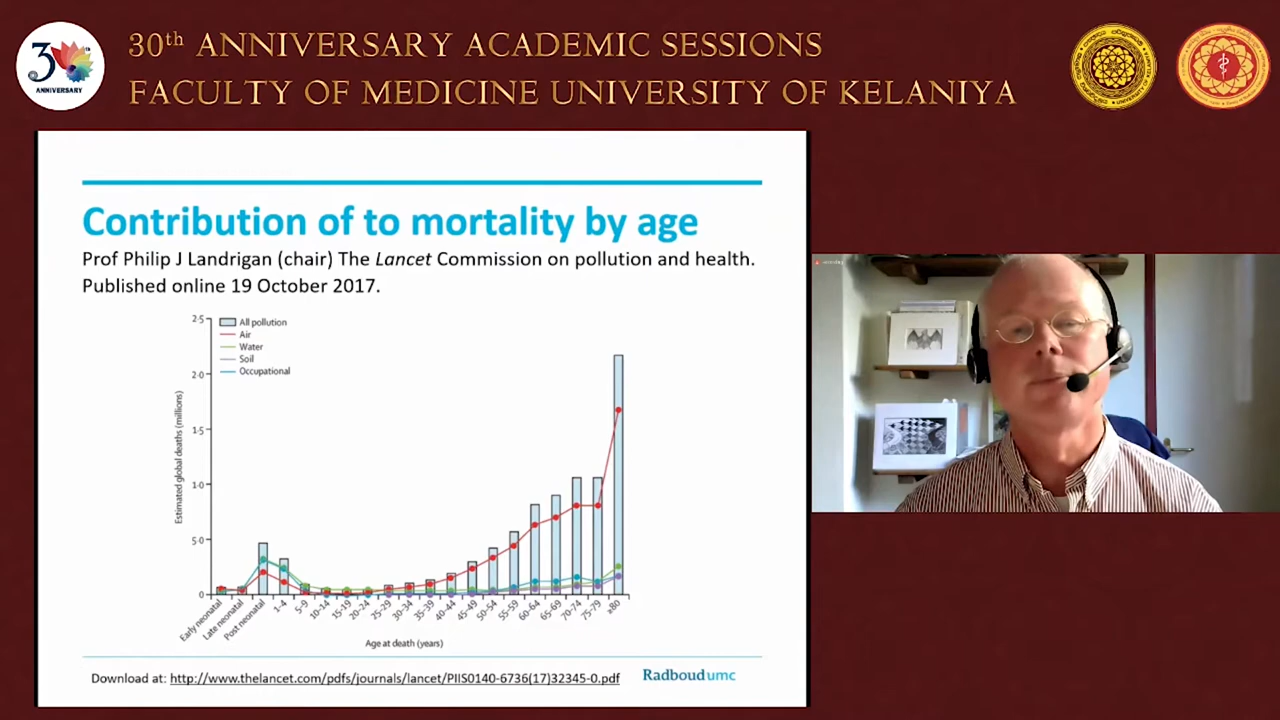 30th ANNIVERSARY ACADEMIC SESSIONS
FACULTY OF MEDICINE UNIVERSITY OF KELANIYA
30th
ANNIVERSARY
Contribution of to mortality by age
Prof Philip J Landrigan (chair) The Lancet Commission on pollution and health.
Published online 19 October 2017.
2·5
2·0
1·5
1·0
5·0
0
Estimated global deaths (millions)
All pollution
Air
Water
Soil
Occupational
Early neonatal
Late neonatal
Post neonatal
1-4
5-9
10-14
15-19
20-24
25-29
30-34
35-39
40-44
45-49
50-54
55-59
60-64
65-69
70-74
75-79
≥80
Age at death (years)
Download at: http://www.thelancet.com/pdfs/journals/lancet/PIIS0140-6736(17)32345-0.pdf
Radboudumc